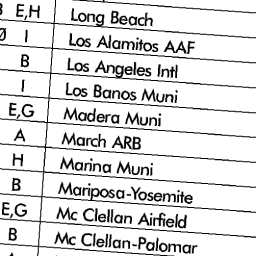 E,H Long Beach
I Los Alamitos AAF
B Los Angeles Intl
I Los Banos Muni
E,G Madera Muni
A March ARB
H Marina Muni
B Mariposa-Yosemite
E,G Mc Clellan Airfield
B Mc Clellan-Palomar